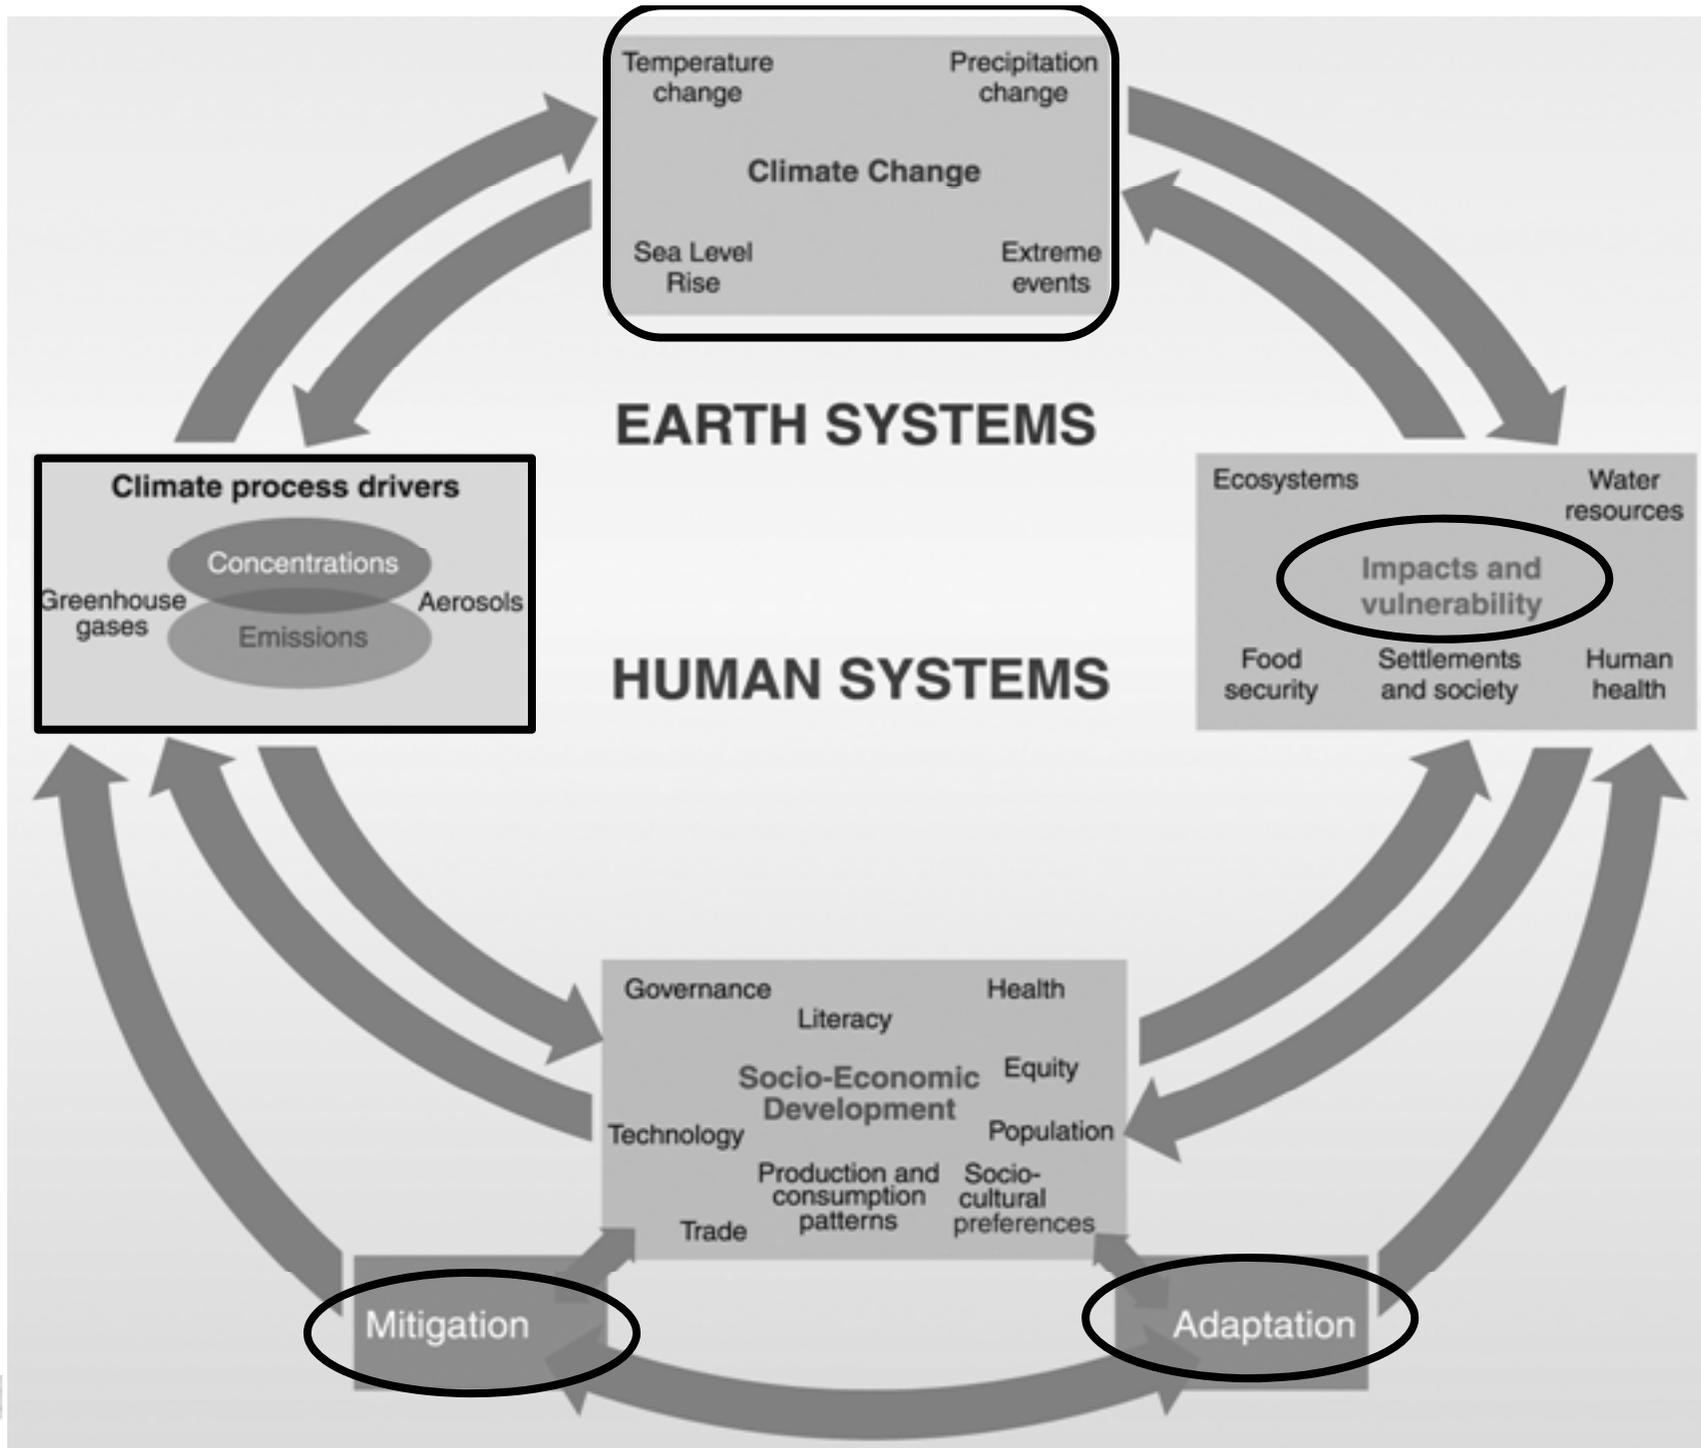 Temperature
change
Precipitation
change
Climate Change
Sea Level
Rise
Extreme
events
EARTH SYSTEMS
Climate process drivers
Concentrations
Greenhouse
gases
Aerosols
Emissions
Ecosystems
Water
resources
Impacts and
vulnerability
Food
security
Settlements
and society
Human
health
HUMAN SYSTEMS
Governance
Health
Literacy
Socio-Economic
Development
Equity
Technology
Population
Production and
consumption
patterns
Socio-
cultural
preferences
Trade
Mitigation
Adaptation